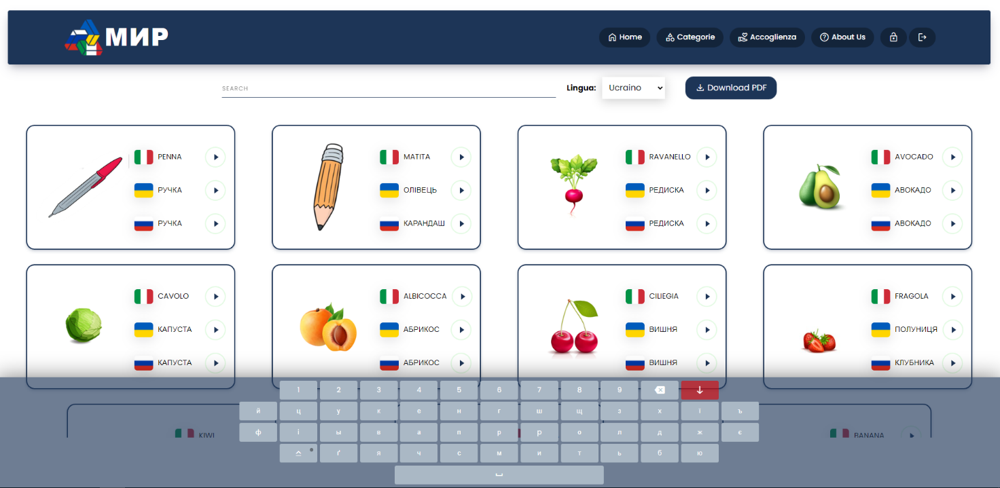 МИР
Home Categorie Accoglienza About Us
SEARCH Lingua: Ucraino Download PDF
PENNA
РУЧКА
РУЧКА
MATITA
ОЛІВЕЦЬ
КАРАНДАШ
RAVANELLO
РЕДИСКА
РЕДИСКА
AVOCADO
АВОКАДО
АВОКАДО
CAVOLO
КАПУСТА
КАПУСТА
ALBICOCCA
АБРИКОС
АБРИКОС
CILIEGIA
ВИШНЯ
ВИШНЯ
FRAGOLA
ПОЛУНИЦЯ
КЛУБНИКА
KIWI
BANANA
1 2 3 4 5 6 7 8 9
й ц у к е н г ш щ з х ї ъ
ф і ы в а п р р о л д ж є
ґ я ч с м и т ь б ю